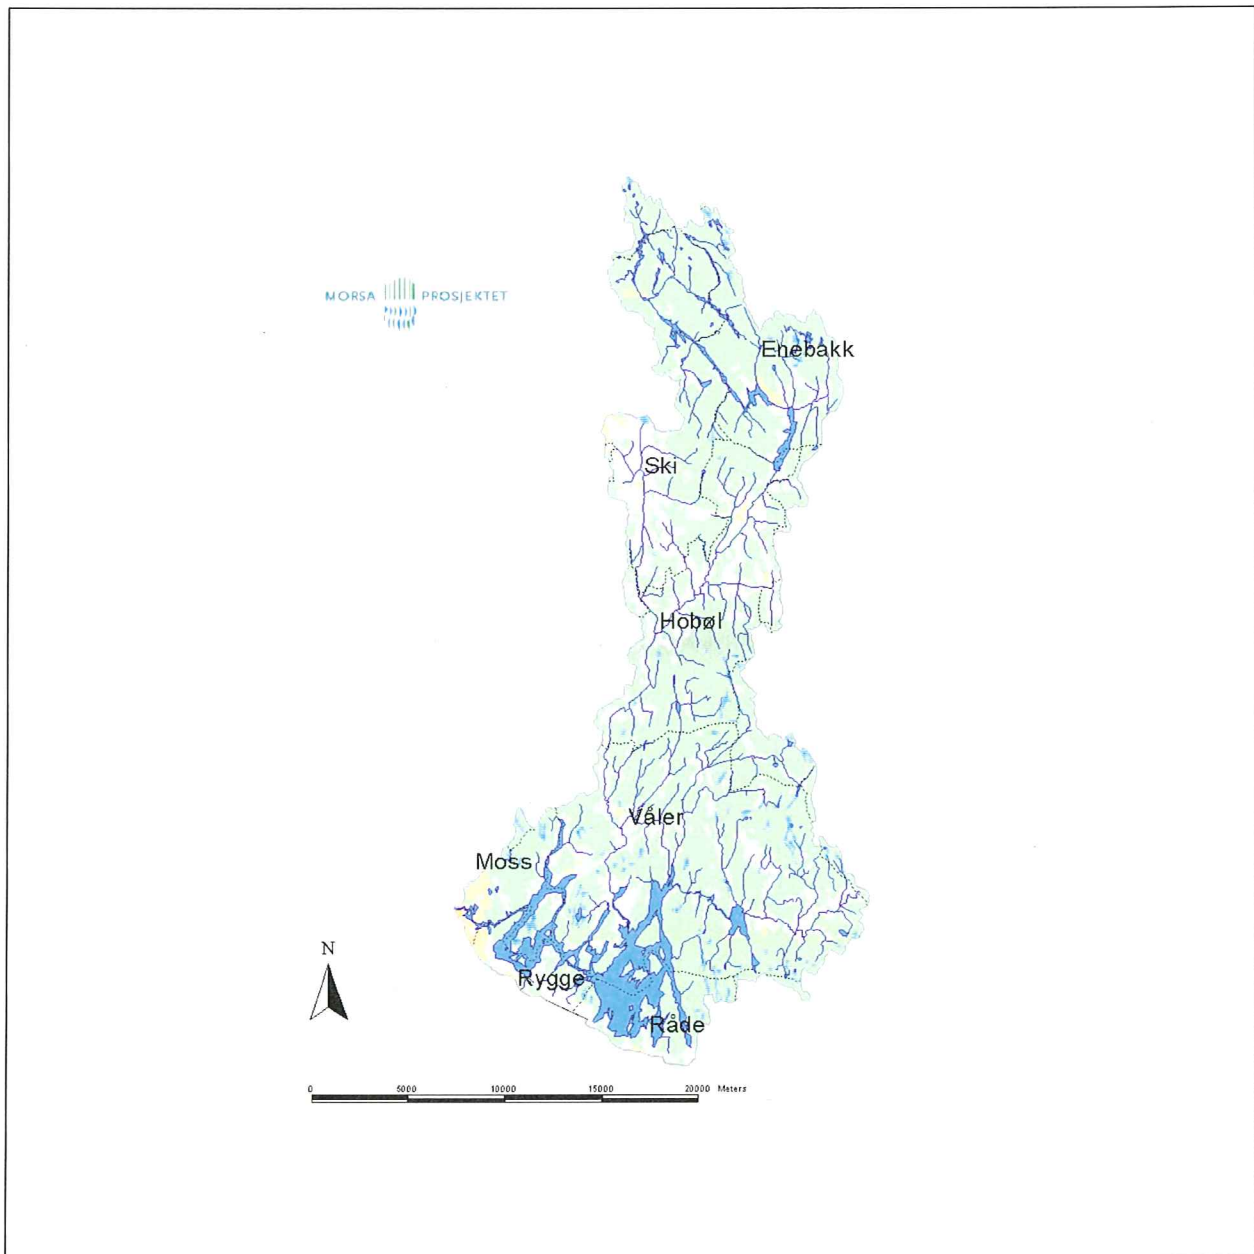 MORSA PROSJEKTET
Enebakk
Ski
Hobøl
Våler
Moss
N
Rygge
Råde
0 5000 10000 15000 20000 Meters